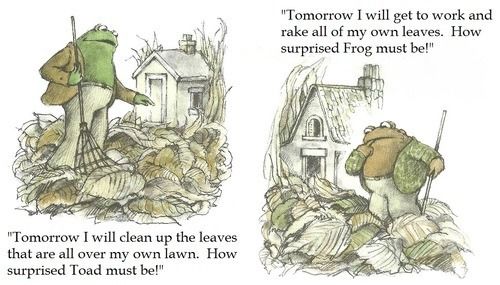 "Tomorrow I will clean up the leaves
that are all over my own lawn.  How
surprised Toad must be!"
"Tomorrow I will get to work and
rake all of my own leaves.  How
surprised Frog must be!"